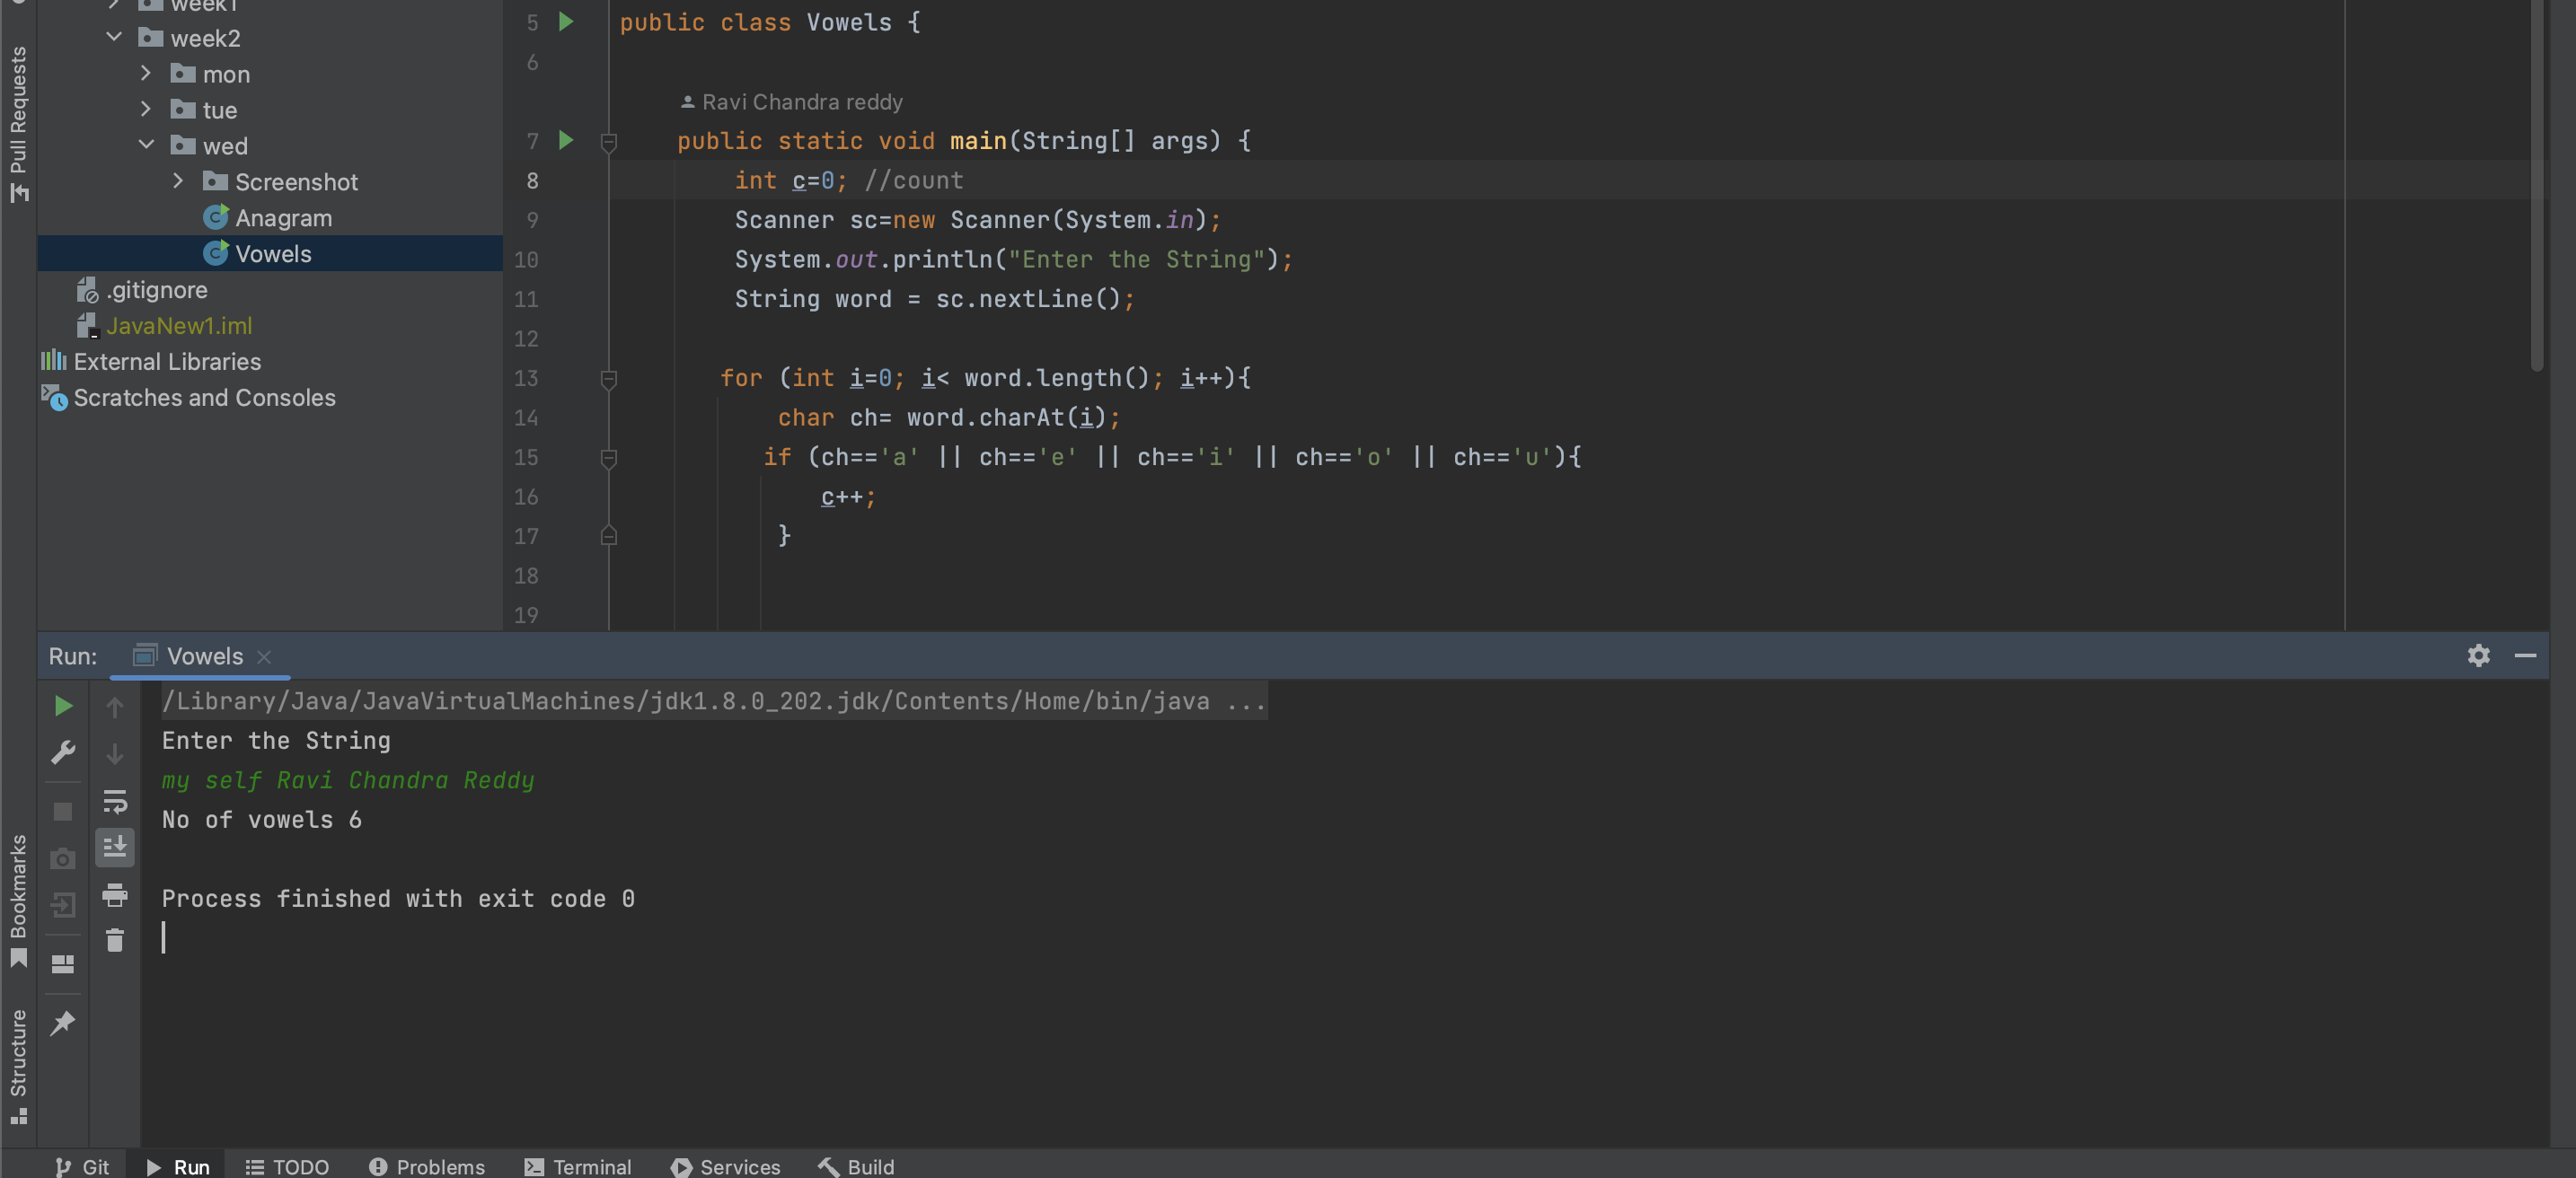 Pull Requests
Bookmarks
Structure
week1
week2
mon
tue
wed
Screenshot
Anagram
Vowels
.gitignore
JavaNew1.iml
External Libraries
Scratches and Consoles
5 public class Vowels {
6
Ravi Chandra reddy
7 public static void main(String[] args) {
8 int c=0; //count
9 Scanner sc=new Scanner(System.in);
10 System.out.println("Enter the String");
11 String word = sc.nextLine();
12
13 for (int i=0; i< word.length(); i++){
14 char ch= word.charAt(i);
15 if (ch=='a' || ch=='e' || ch=='i' || ch=='o' || ch=='u'){
16 c++;
17 }
18
19
Run: Vowels
/Library/Java/JavaVirtualMachines/jdk1.8.0_202.jdk/Contents/Home/bin/java ...
Enter the String
my self Ravi Chandra Reddy
No of vowels 6
Process finished with exit code 0
Git Run TODO Problems Terminal Services Build